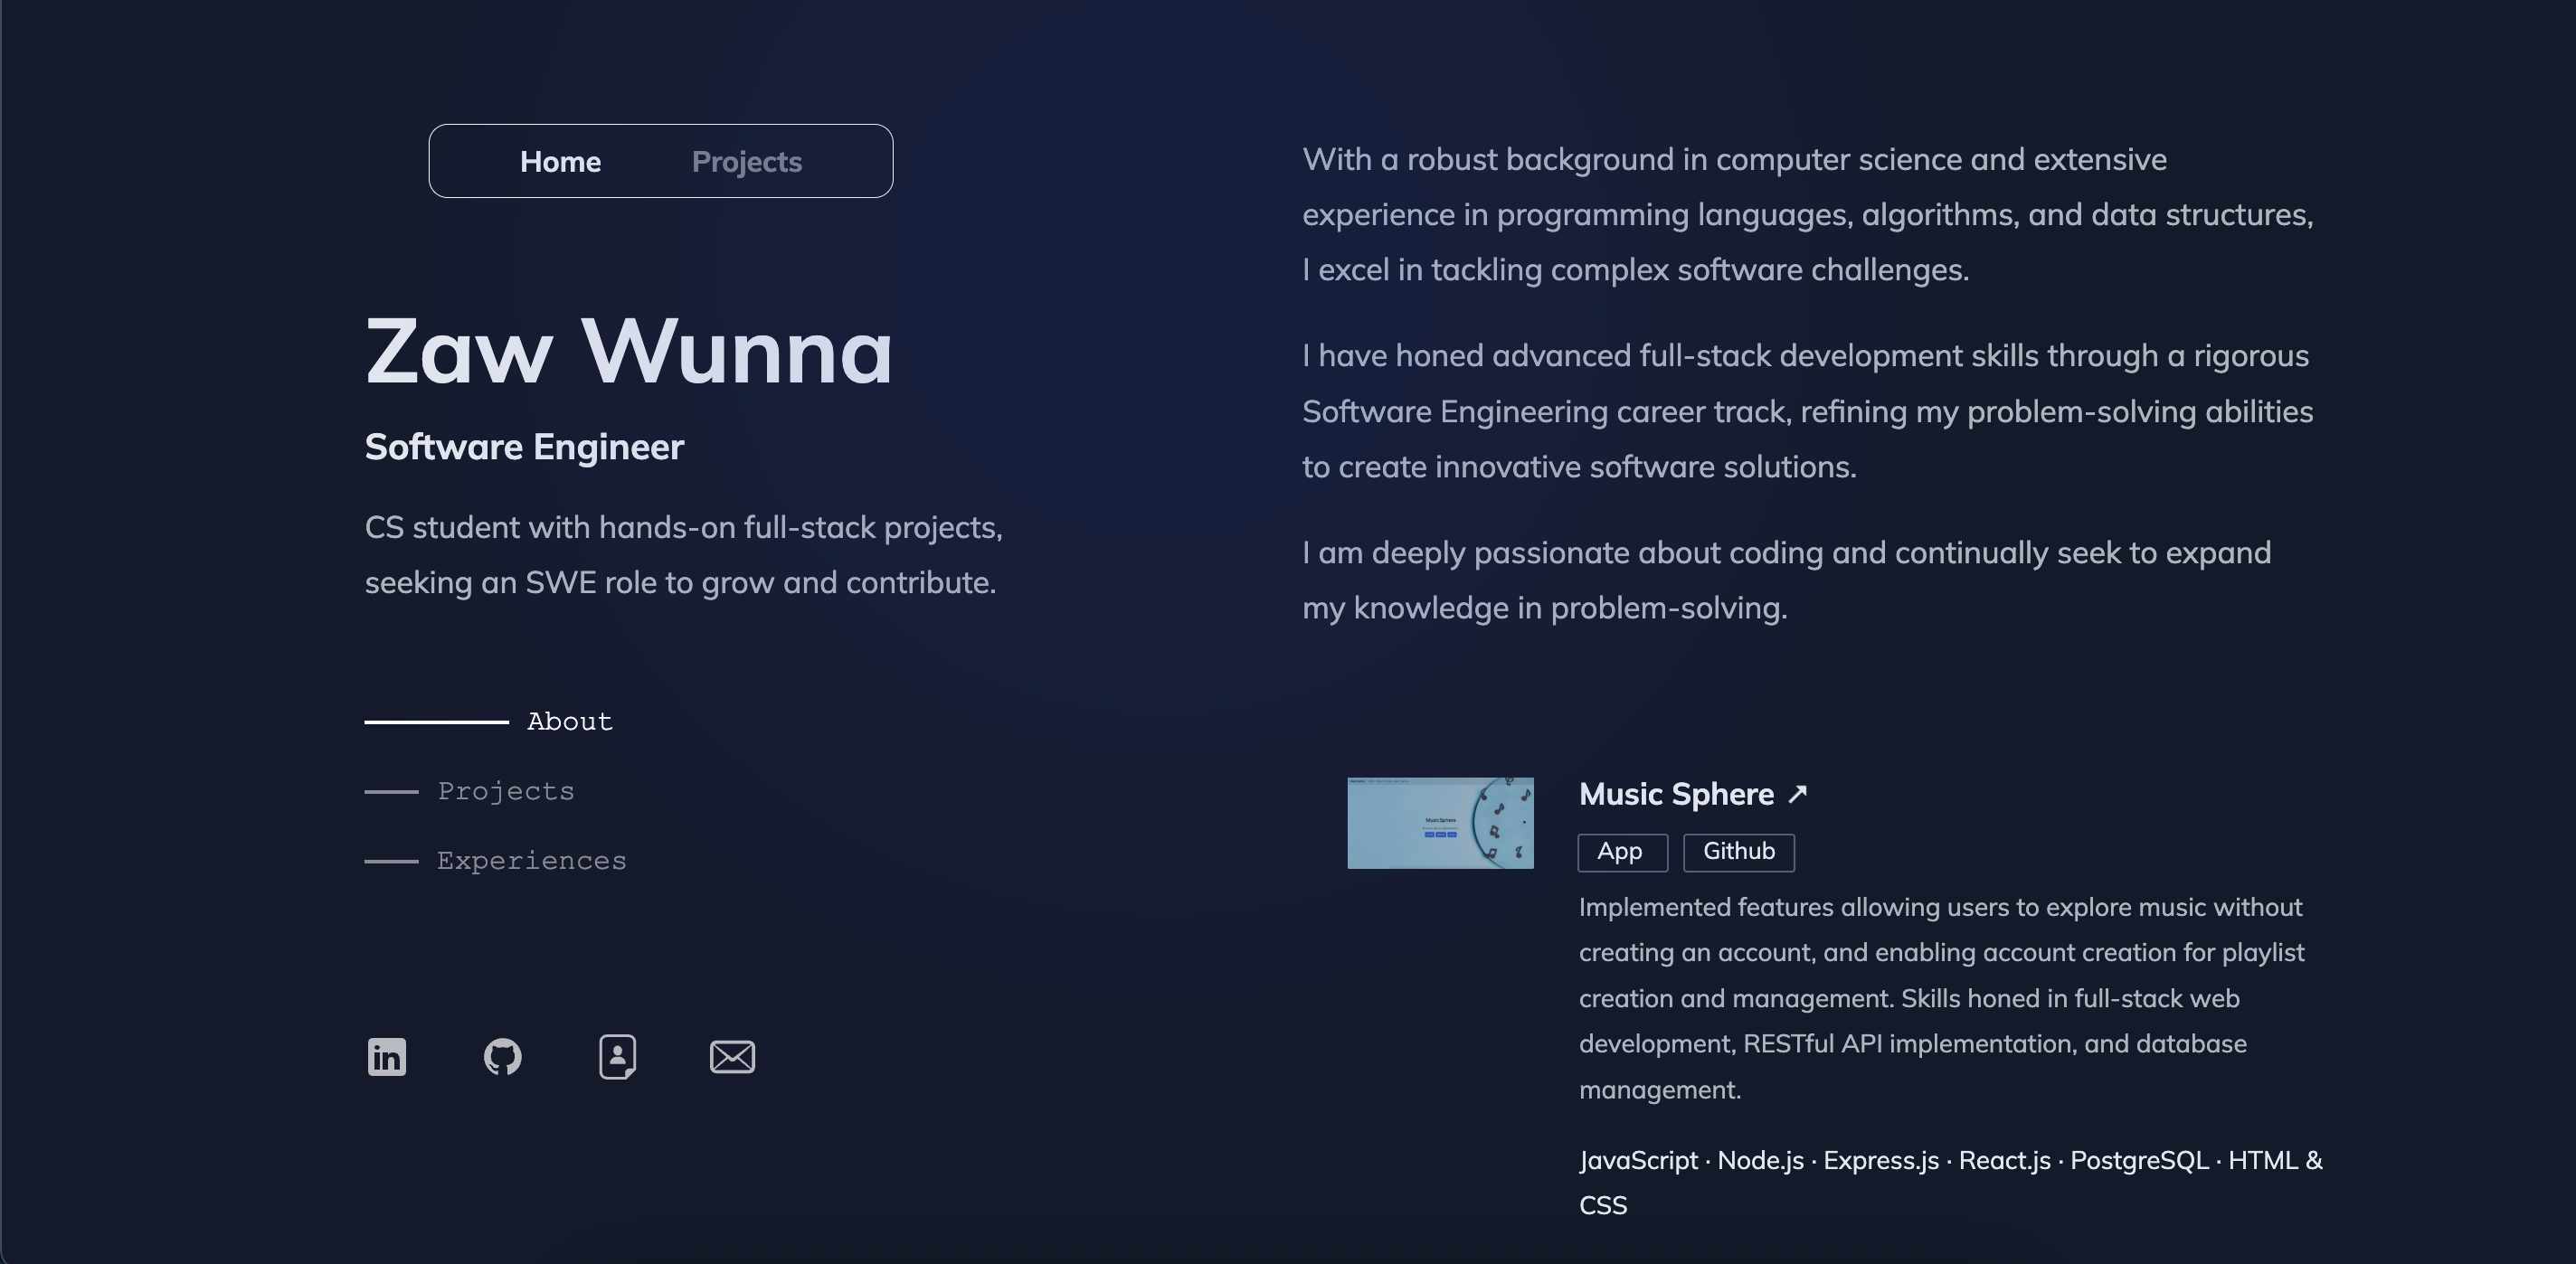 Home Projects
Zaw Wunna
Software Engineer
CS student with hands-on full-stack projects,
seeking an SWE role to grow and contribute.
About
Projects
Experiences
in
With a robust background in computer science and extensive
experience in programming languages, algorithms, and data structures,
I excel in tackling complex software challenges.
I have honed advanced full-stack development skills through a rigorous
Software Engineering career track, refining my problem-solving abilities
to create innovative software solutions.
I am deeply passionate about coding and continually seek to expand
my knowledge in problem-solving.
MusicSphere
Music Sphere ↗
App Github
Implemented features allowing users to explore music without
creating an account, and enabling account creation for playlist
creation and management. Skills honed in full-stack web
development, RESTful API implementation, and database
management.
JavaScript · Node.js · Express.js · React.js · PostgreSQL · HTML &
CSS